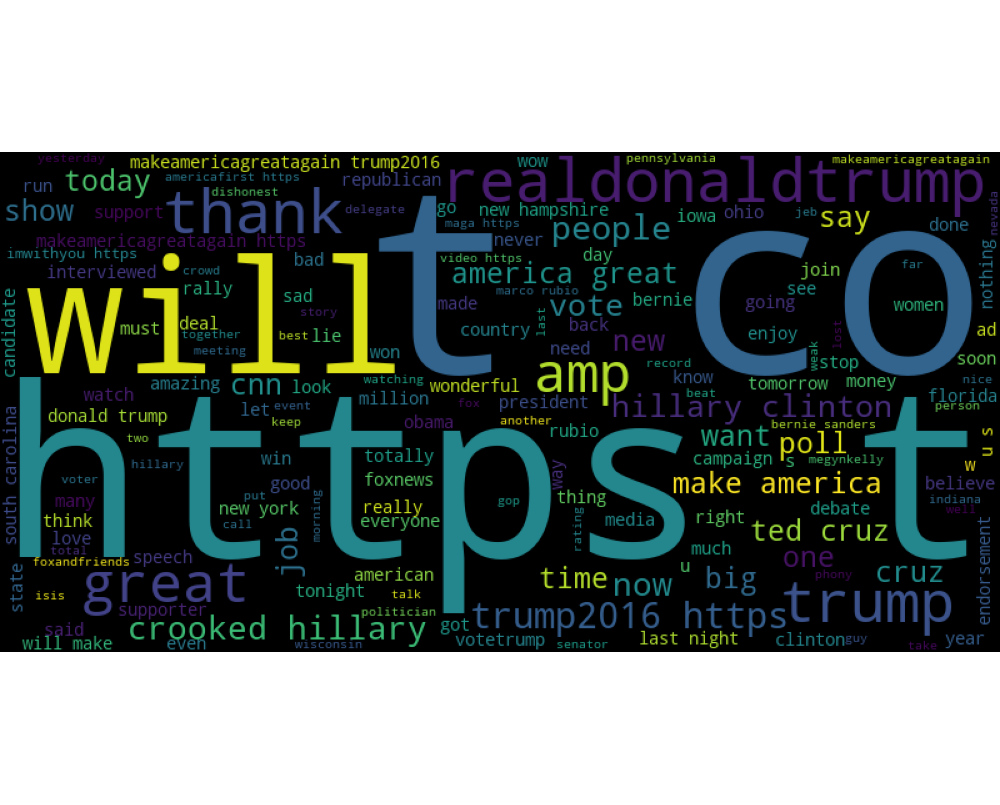 yesterday makeamericagreatagain trump2016 wow pennsylvania makeamericagreatagain
run today americafirst https republican realdonaldtrump
dishonest
show support thank delegate go new hampshire iowa ohio jeb say done nevada
maga https
makeamericagreatagain https never people
imwithyou https bad t co day far nothing
interviewed crowd video https america great join
candidate rally sad marco rubio see
will made vote bernie going women
must deal story last back enjoy lost ad
together best lie country new
meeting won need record weak stop soon
amazing cnn look watching wonderful amp know tomorrow money nice
watch million beat florida
let event fox president hillary clinton person
donald trump keep obama another rubio bernie sanders
south carolina two totally want poll us
hillary win https t campaign s megynkelly w
voter good foxnews way thing believe
put gop indiana
many new york really rating media right debate well
think call morning everyone
love job much ted cruz endorsement
total speech
foxandfriends american u one
state great tonight talk time now big phony cruz
isis
supporter politician trump2016 https trump
said crooked hillary got
will make even wisconsin votetrump senator last night clinton guy take year